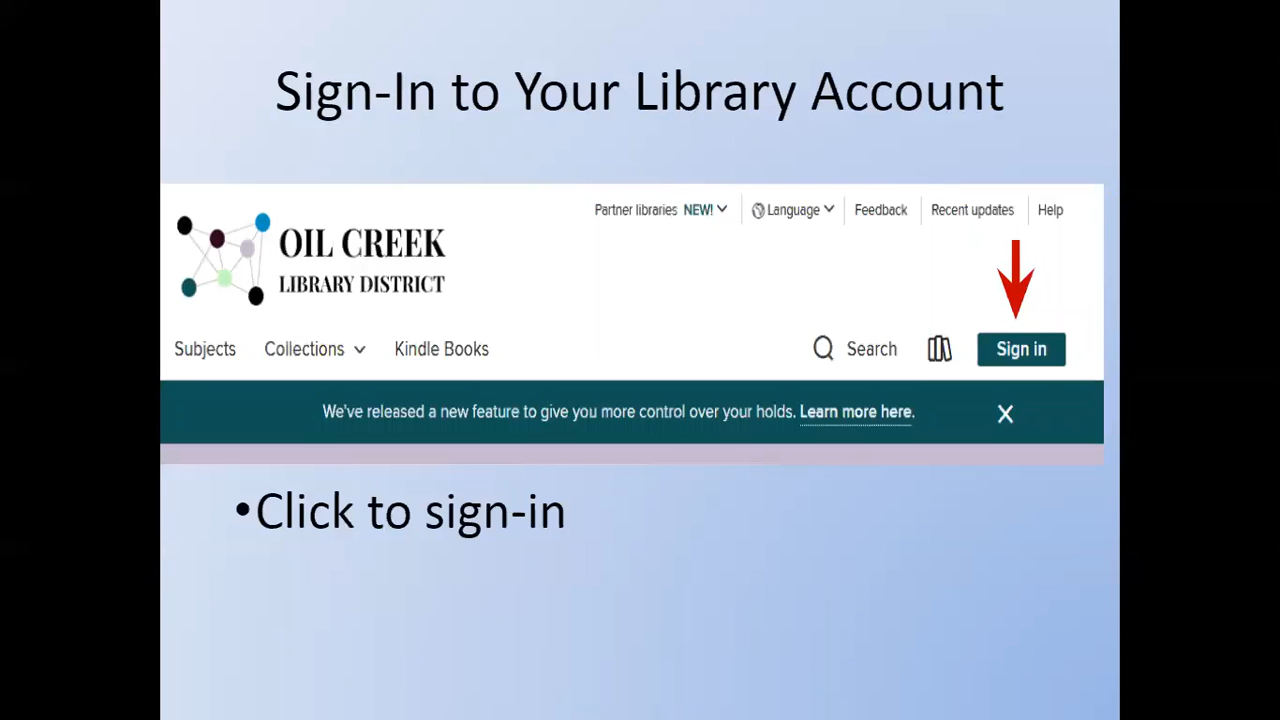 Sign-In to Your Library Account
Partner libraries NEW! Language Feedback Recent updates Help
OIL CREEK
LIBRARY DISTRICT
Subjects Collections Kindle Books Search Sign in
We've released a new feature to give you more control over your holds. Learn more here.
•Click to sign-in